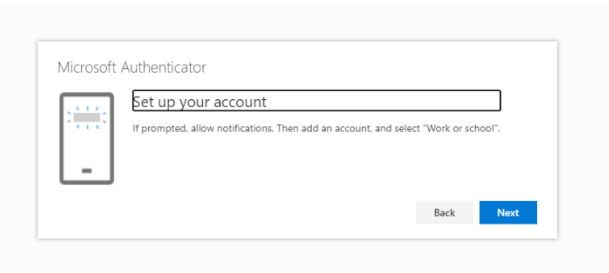 Microsoft Authenticator
Set up your account
If prompted, allow notifications. Then add an account, and select "Work or school".
Back
Next